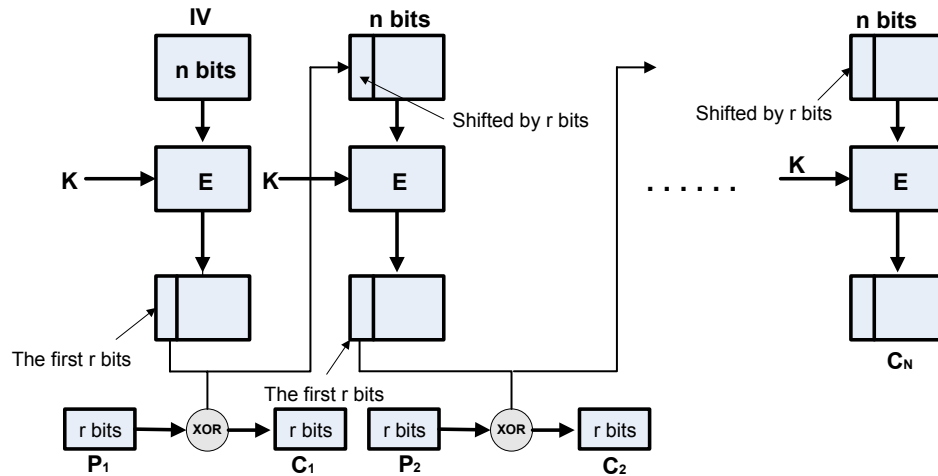 IV
n bits
n bits
n bits
Shifted by r bits
Shifted by r bits
K
E
K
E
. . . . . .
K
E
The first r bits
The first r bits
C_N
r bits
XOR
r bits
r bits
XOR
r bits
P₁
C₁
P₂
C₂